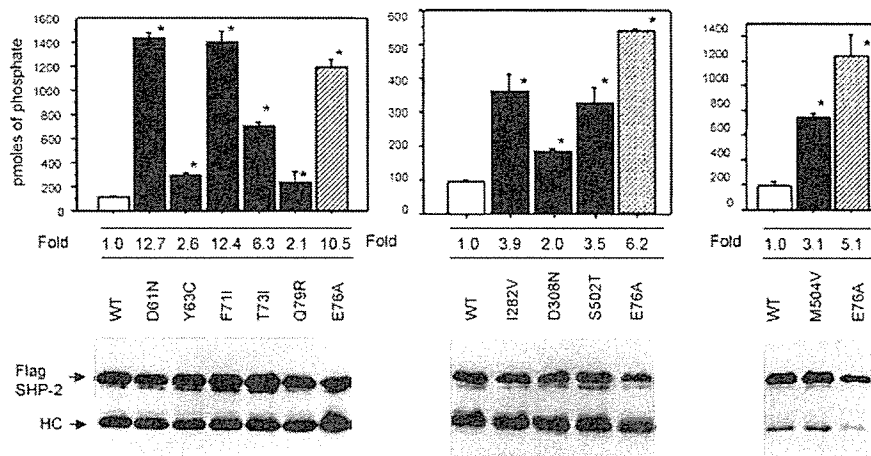 pmoles of phosphate
1600
1400
1200
1000
800
600
400
200
0
* * * * * *
600
500
400
300
200
100
0
* * * *
1400
1200
1000
800
600
400
200
0
* *
Fold 1.0 12.7 2.6 12.4 6.3 2.1 10.5
Fold 1.0 3.9 2.0 3.5 6.2
1.0 3.1 5.1
WT D61N Y63C F71I T73I Q79R E76A
WT I282V D308N S502T E76A
WT M504V E76A
Flag
SHP-2
HC